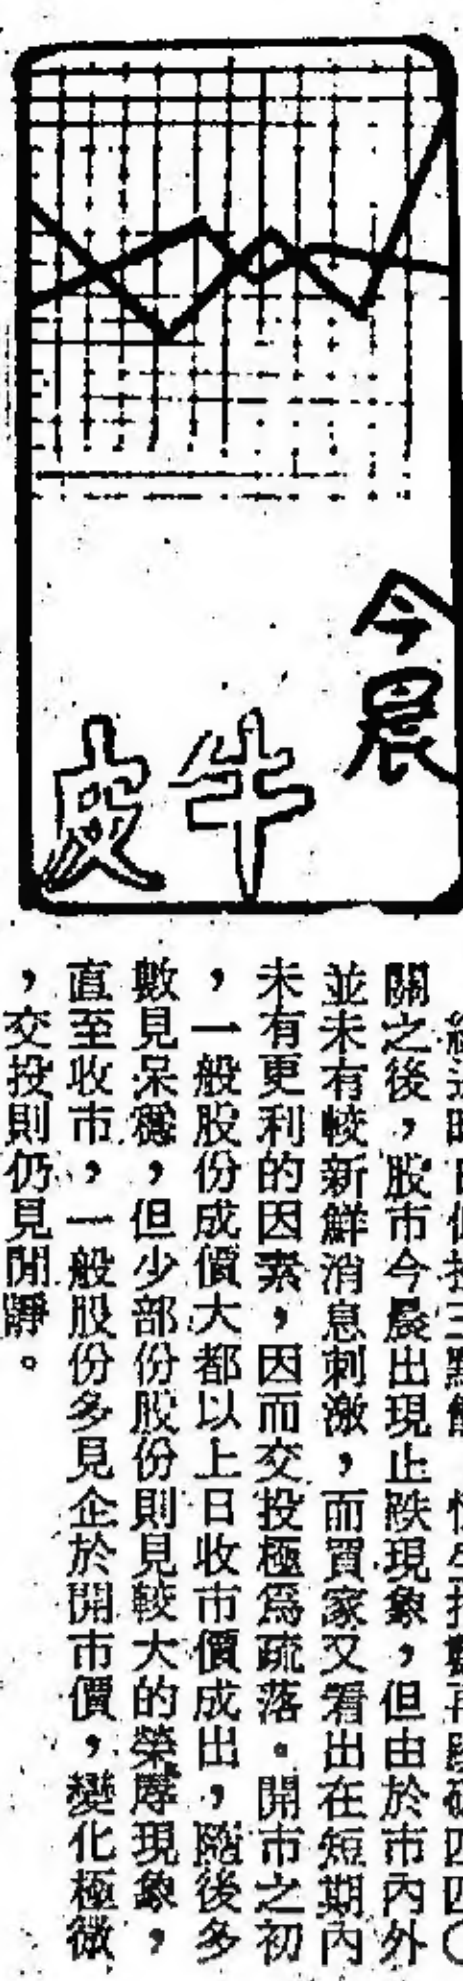 今晨
牛皮
關之後，股市今晨出現止跌現象，但由於市內外
並未有較新鮮消息刺激，而買家又看出在短期內
未有更利的因素，因而交投極爲疏落。開市之初
，一般股份成價大都以上日收市價成出，隨後多
數見呆穩，但少部份股份則見較大的榮厚現象，
直至收市，一般股份多見企於開市價，變化極微
，交投則仍見閒靜。